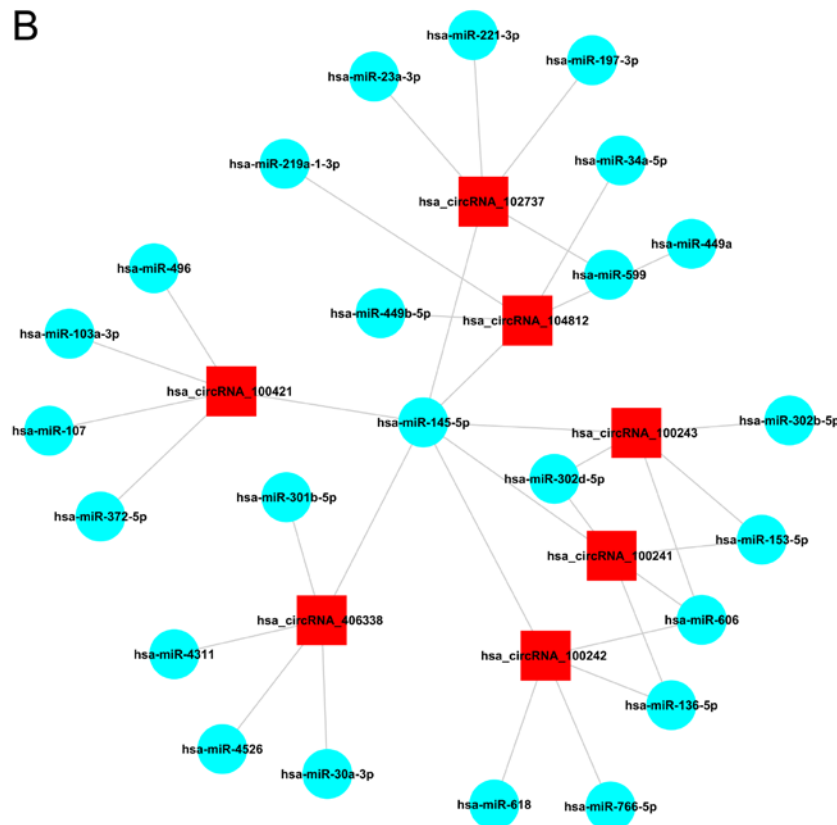 B
hsa-miR-221-3p
hsa-miR-197-3p
hsa-miR-23a-3p
hsa-miR-219a-1-3p
hsa-miR-34a-5p
hsa_circRNA_102737
hsa-miR-449a
hsa-miR-496
hsa-miR-599
hsa-miR-449b-5p
hsa_circRNA_104812
hsa-miR-103a-3p
hsa_circRNA_100421
hsa-miR-145-5p
hsa-miR-302b-5p
hsa_circRNA_100243
hsa-miR-107
hsa-miR-302d-5p
hsa-miR-301b-5p
hsa-miR-372-5p
hsa-miR-153-5p
hsa_circRNA_100241
hsa_circRNA_406338
hsa-miR-606
hsa-miR-4311
hsa_circRNA_100242
hsa-miR-136-5p
hsa-miR-4526
hsa-miR-30a-3p
hsa-miR-618
hsa-miR-766-5p